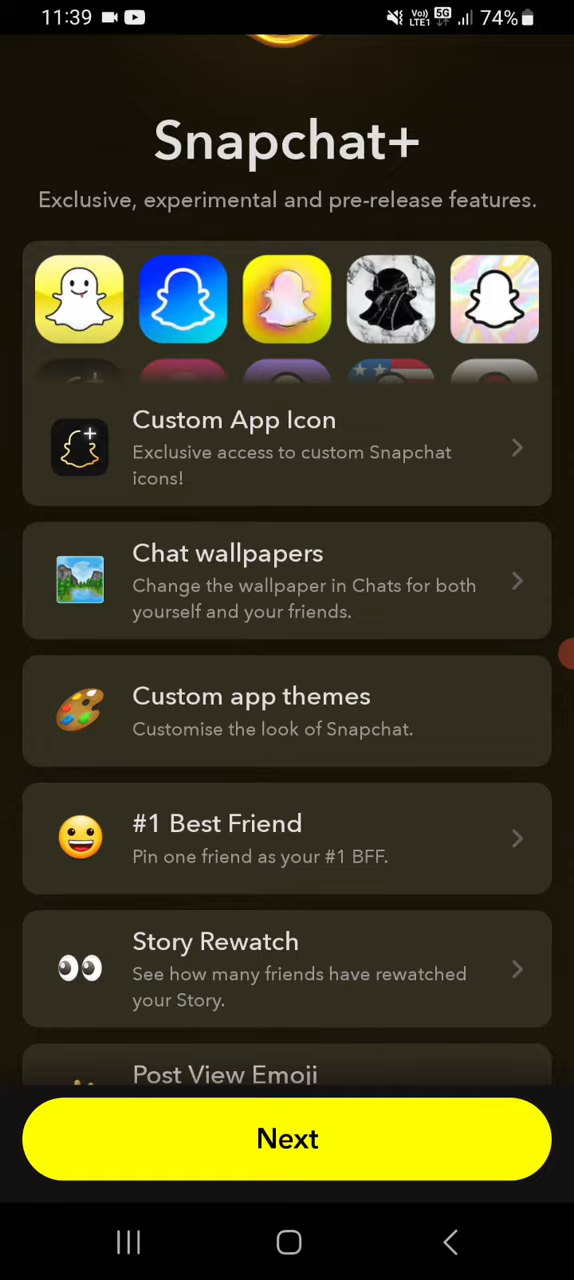 11:39
Vo)) 5G 74%
LTE1
Snapchat+
Exclusive, experimental and pre-release features.
Custom App Icon
Exclusive access to custom Snapchat
icons!
Chat wallpapers
Change the wallpaper in Chats for both
yourself and your friends.
Custom app themes
Customise the look of Snapchat.
#1 Best Friend
Pin one friend as your #1 BFF.
Story Rewatch
See how many friends have rewatched
your Story.
Post View Emoji
Next